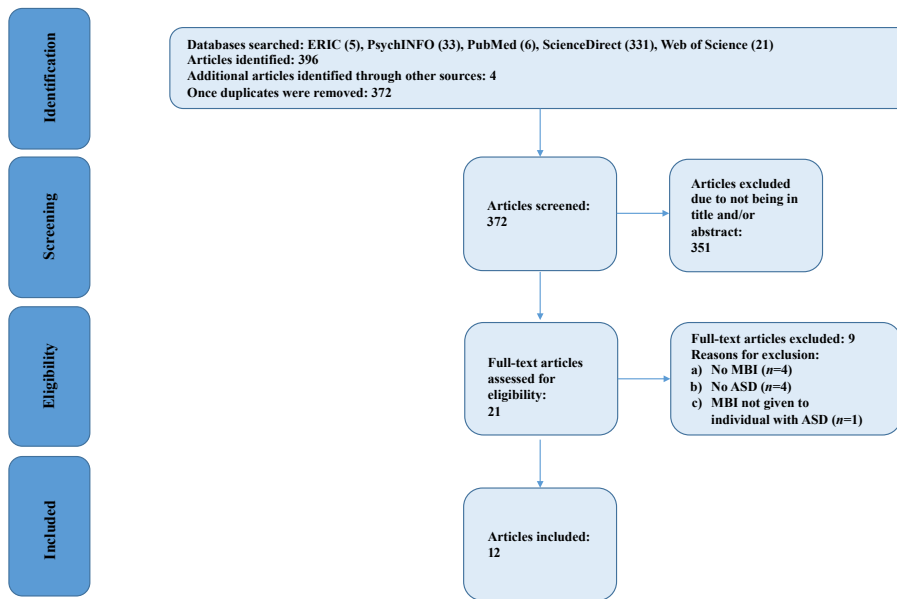 Identification
Databases searched: ERIC (5), PsychINFO (33), PubMed (6), ScienceDirect (331), Web of Science (21)
Articles identified: 396
Additional articles identified through other sources: 4
Once duplicates were removed: 372
Screening
Articles screened:
372
Articles excluded
due to not being in
title and/or
abstract:
351
Eligibility
Full-text articles
assessed for
eligibility:
21
Full-text articles excluded: 9
Reasons for exclusion:
a) No MBI (n=4)
b) No ASD (n=4)
c) MBI not given to
individual with ASD (n=1)
Included
Articles included:
12